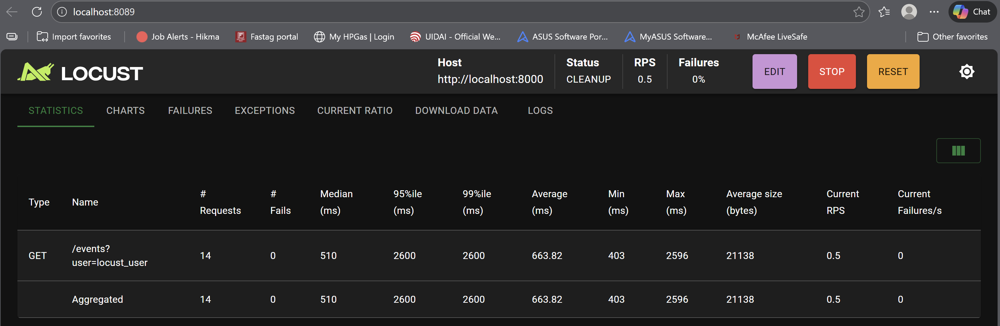 localhost:8089
Chat
Import favorites
Job Alerts - Hikma
Fastag portal
My HPGas | Login
UIDAI - Official We...
ASUS Software Por...
MyASUS Software...
McAfee LiveSafe
Other favorites
LOCUST
Host
http://localhost:8000
Status
CLEANUP
RPS
0.5
Failures
0%
EDIT
STOP
RESET
STATISTICS CHARTS FAILURES EXCEPTIONS CURRENT RATIO DOWNLOAD DATA LOGS
Type
Name
# Requests
# Fails
Median (ms)
95%ile (ms)
99%ile (ms)
Average (ms)
Min (ms)
Max (ms)
Average size (bytes)
Current RPS
Current Failures/s
GET /events?user=locust_user 14 0 510 2600 2600 663.82 403 2596 21138 0.5 0
Aggregated 14 0 510 2600 2600 663.82 403 2596 21138 0.5 0